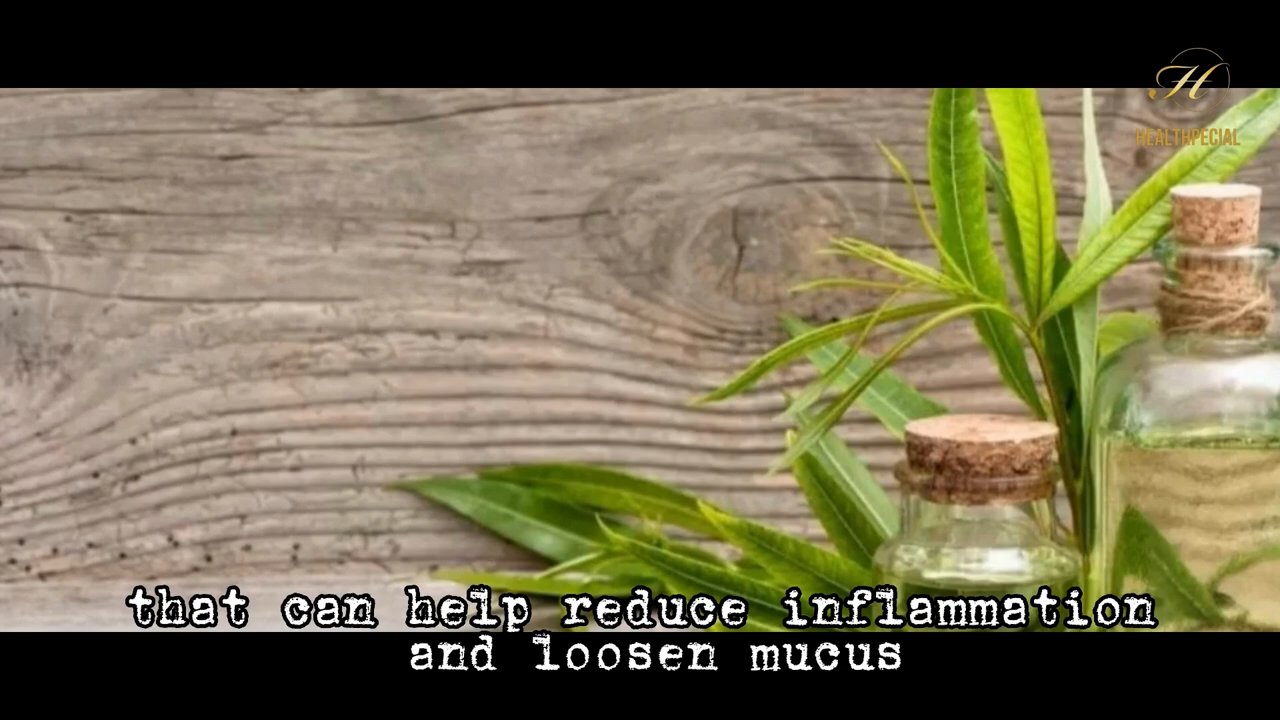 H
HEALTHPECIAL
that can help reduce inflammation
and loosen mucus